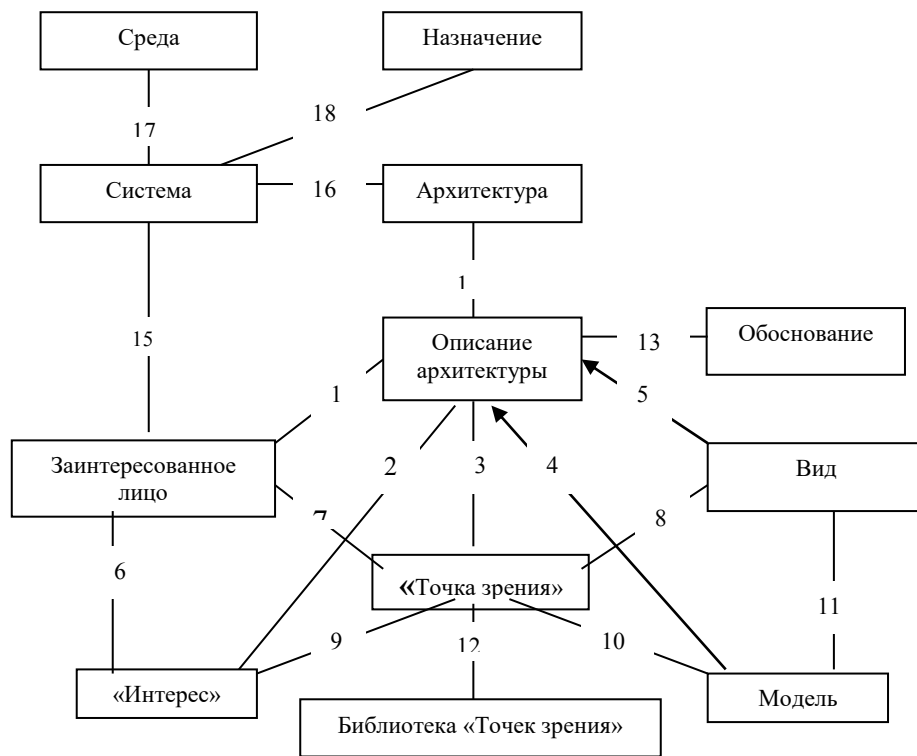 Среда
Назначение
17
18
Система
16
Архитектура
1
15
Описание
архитектуры
13
Обоснование
1
5
Заинтересованное
лицо
2
3
4
Вид
7
8
6
«Точка зрения»
11
9
12
10
«Интерес»
Модель
Библиотека «Точек зрения»